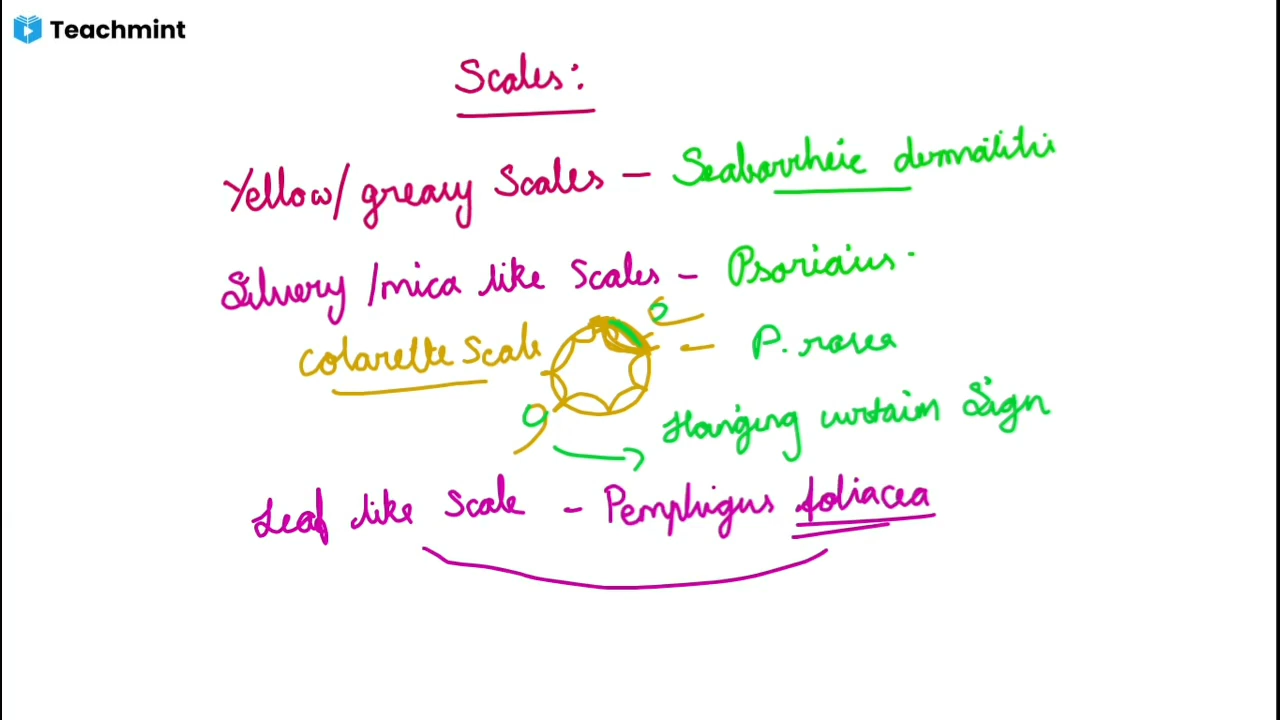 Teachmint
Scales:
Yellow/ greasy Scales - Seaborrheic dermatitis
Silvery /mica like Scales - Psoriasis.
Colarette Scale - P. rosea
Hanging curtain Sign
Leaf like Scale - Pemphigus foliacea